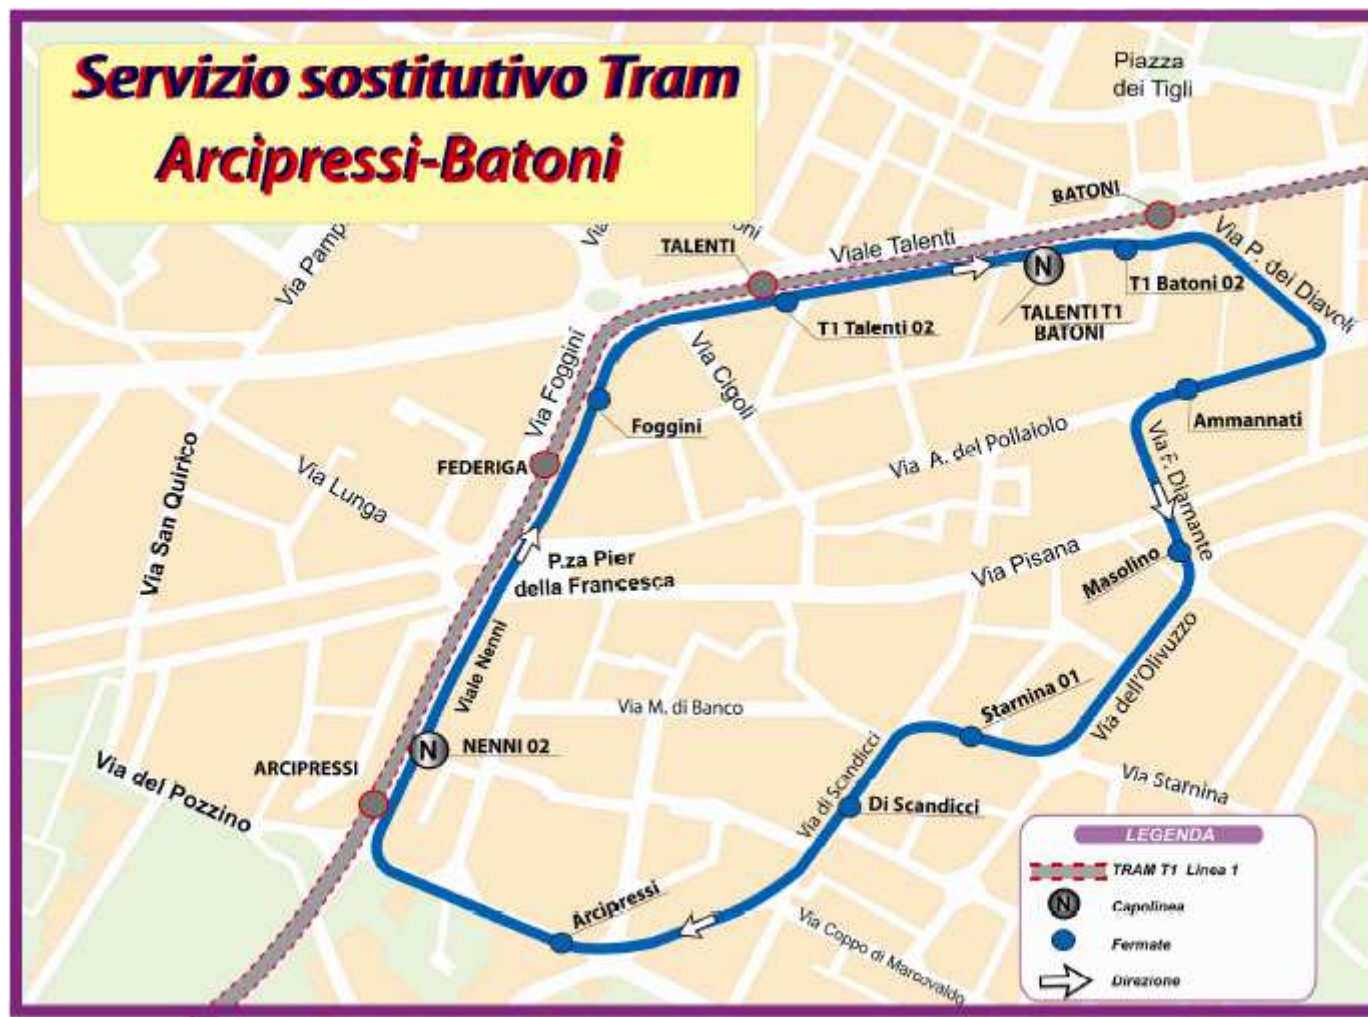 Servizio sostitutivo Tram
Arcipressi-Batoni
Piazza
dei Tigli
BATONI
Via P. dei Diavoli
Via Pamp
TALENTI
Viale Talenti
N
T1 Batoni 02
T1 Talenti 02
TALENTI T1
BATONI
Via Foggini
Via Cigoli
Foggini
Ammannati
Via A. del Pollaiolo
Via F. Diamante
FEDERIGA
Via Lunga
Via San Quirico
P.za Pier
della Francesca
Via Pisana
Masolino
Viale Nenni
Via M. di Banco
Starnina 01
Via dell'Olivuzzo
N
NENNI 02
ARCIPRESSI
Via del Pozzino
Via di Scandicci
Di Scandicci
Via Starnina
Arcipressi
Via Coppo di Marcovaldo
LEGENDA
TRAM T1 Linea 1
N
Capolinea
Fermate
Direzione